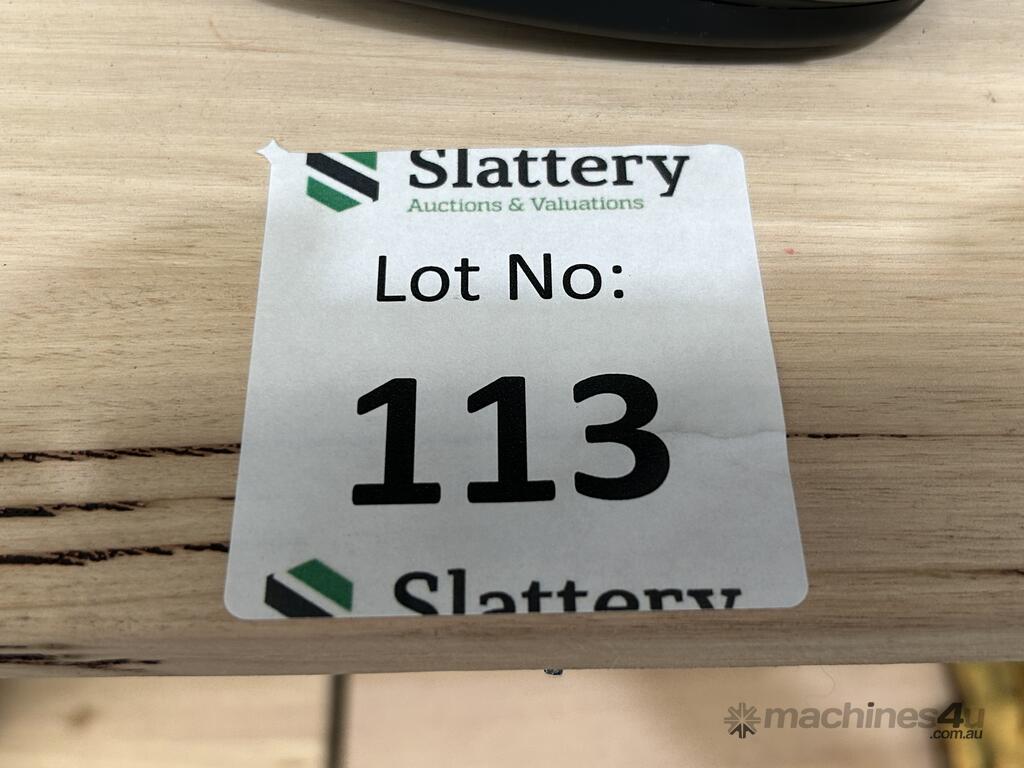 Slattery
Auctions & Valuations
Lot No:
113
Slattery
machines4u
.com.au